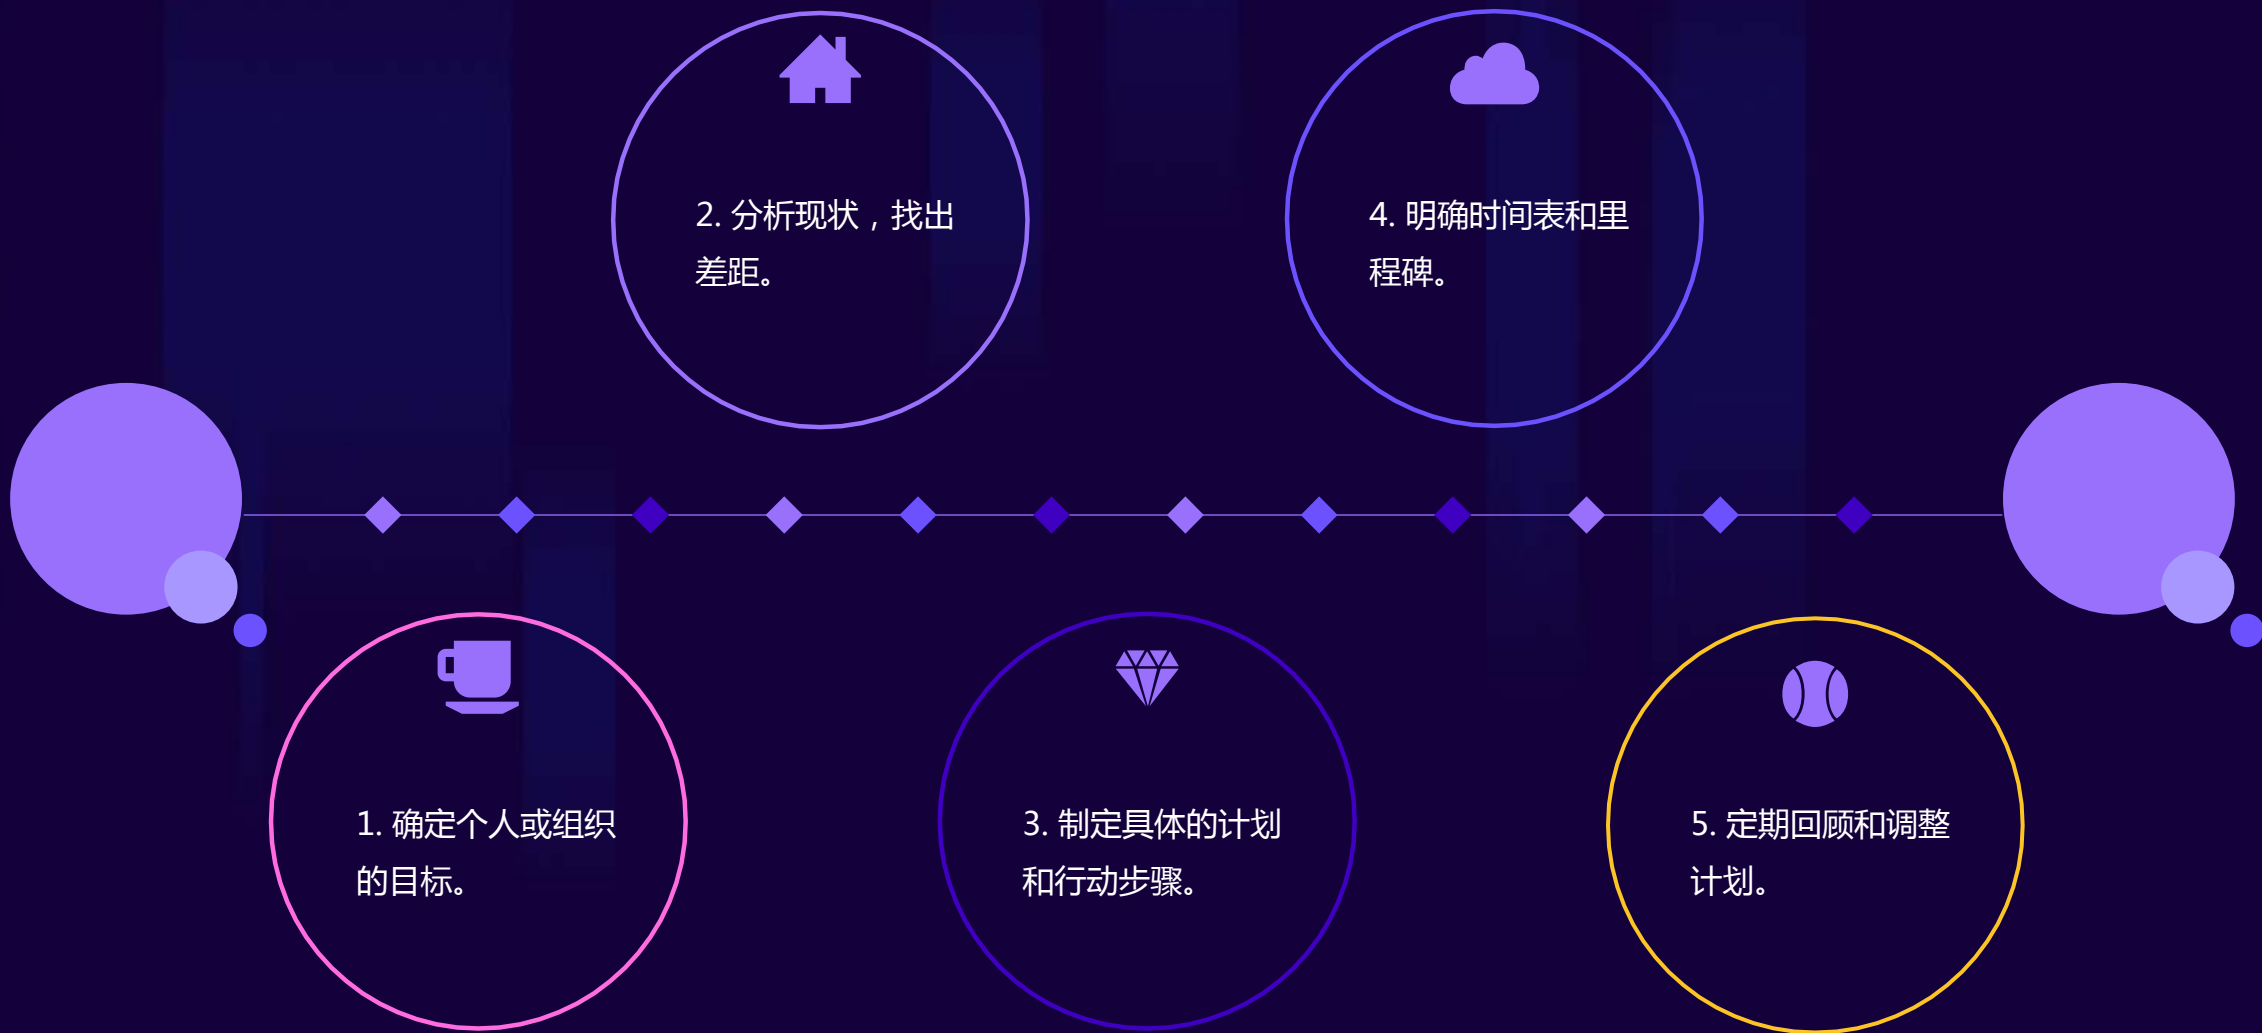 1. 确定个人或组织
的目标。
2. 分析现状，找出
差距。
3. 制定具体的计划
和行动步骤。
4. 明确时间表和里
程碑。
5. 定期回顾和调整
计划。